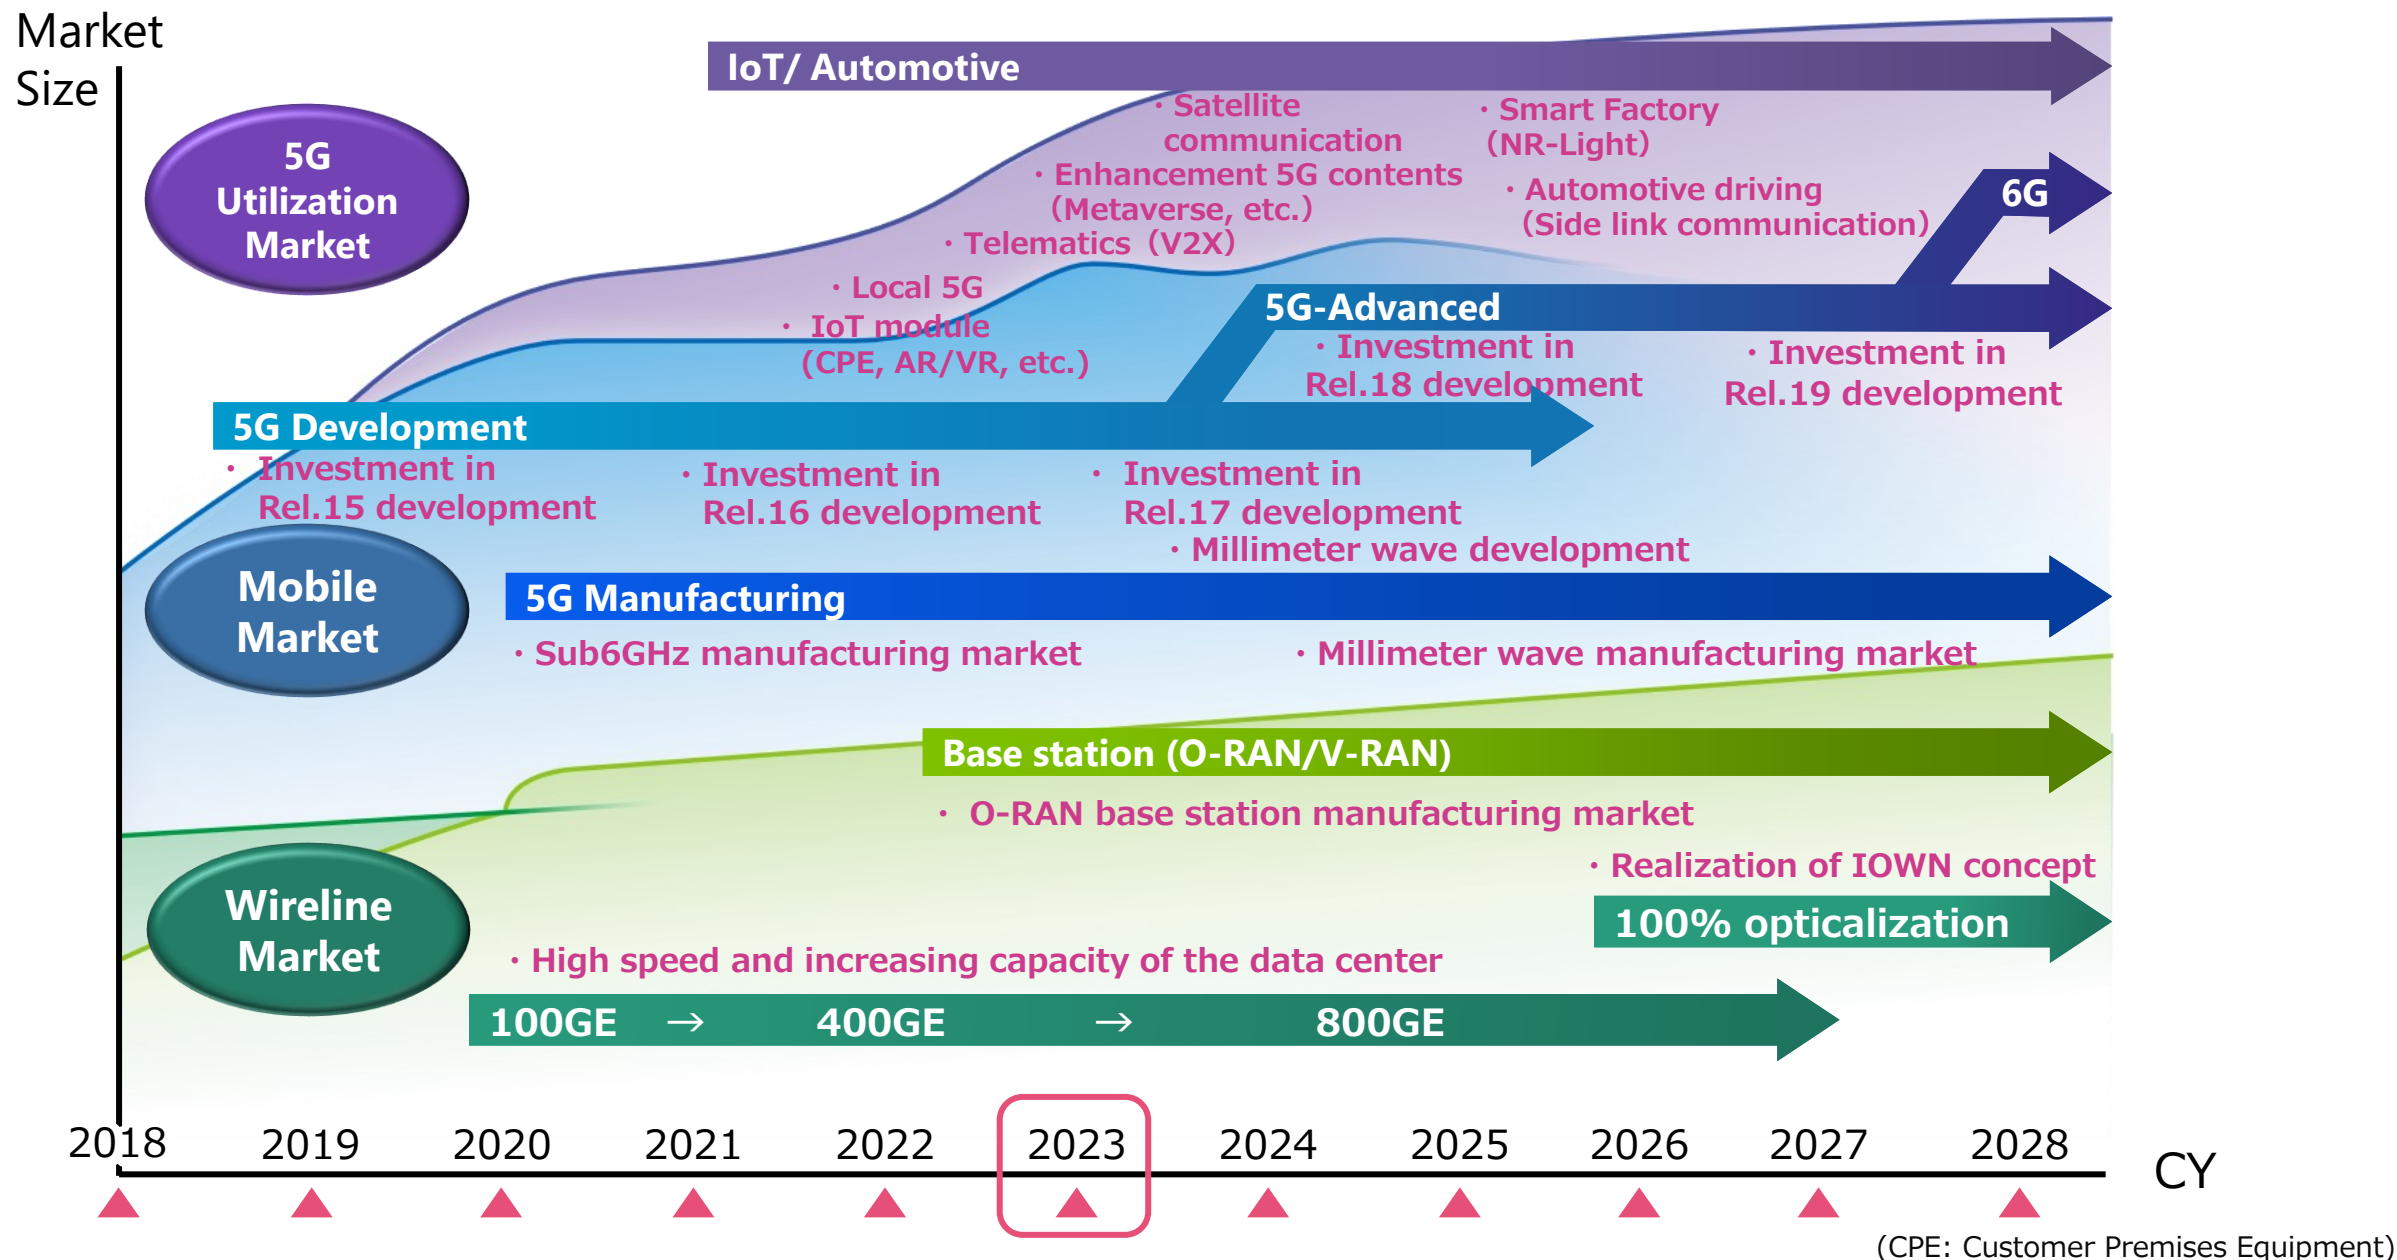 Market
Size
IoT/ Automotive
・Satellite
communication
・Smart Factory
（NR-Light）
5G
Utilization
Market
・Enhancement 5G contents
（Metaverse, etc.）
・Automotive driving
（Side link communication）
6G
・Telematics（V2X）
・Local 5G
・ IoT module
（CPE, AR/VR, etc.）
5G-Advanced
・Investment in
Rel.18 development
・Investment in
Rel.19 development
5G Development
・ Investment in
Rel.15 development
・Investment in
Rel.16 development
・ Investment in
Rel.17 development
・Millimeter wave development
Mobile
Market
5G Manufacturing
・Sub6GHz manufacturing market
・Millimeter wave manufacturing market
Base station (O-RAN/V-RAN)
・ O-RAN base station manufacturing market
・Realization of IOWN concept
100% opticalization
Wireline
Market
・High speed and increasing capacity of the data center
100GE → 400GE → 800GE
2018 2019 2020 2021 2022 2023 2024 2025 2026 2027 2028
CY
(CPE: Customer Premises Equipment)